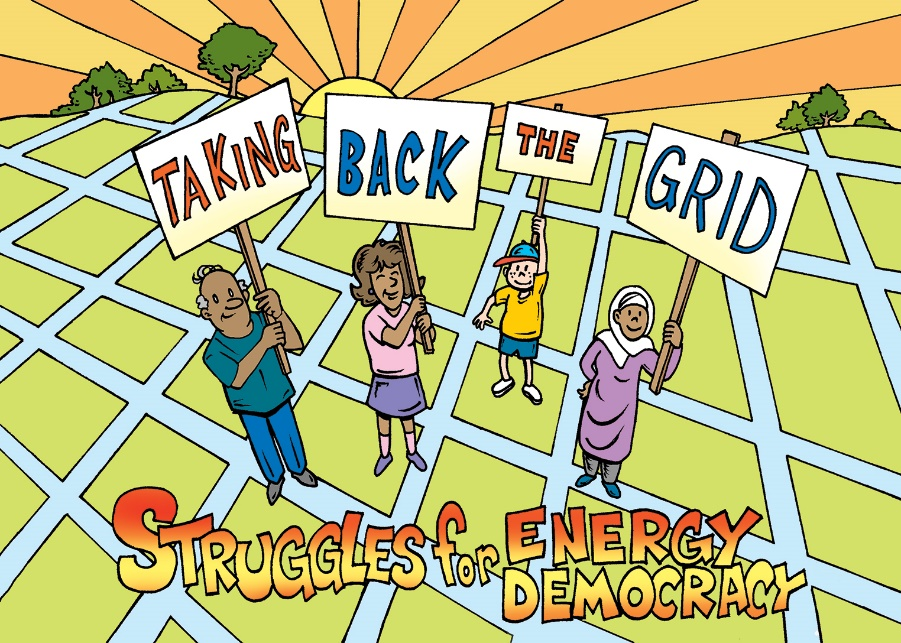 TAKING
BACK
THE
GRID
STRUGGLES for ENERGY
DEMOCRACY